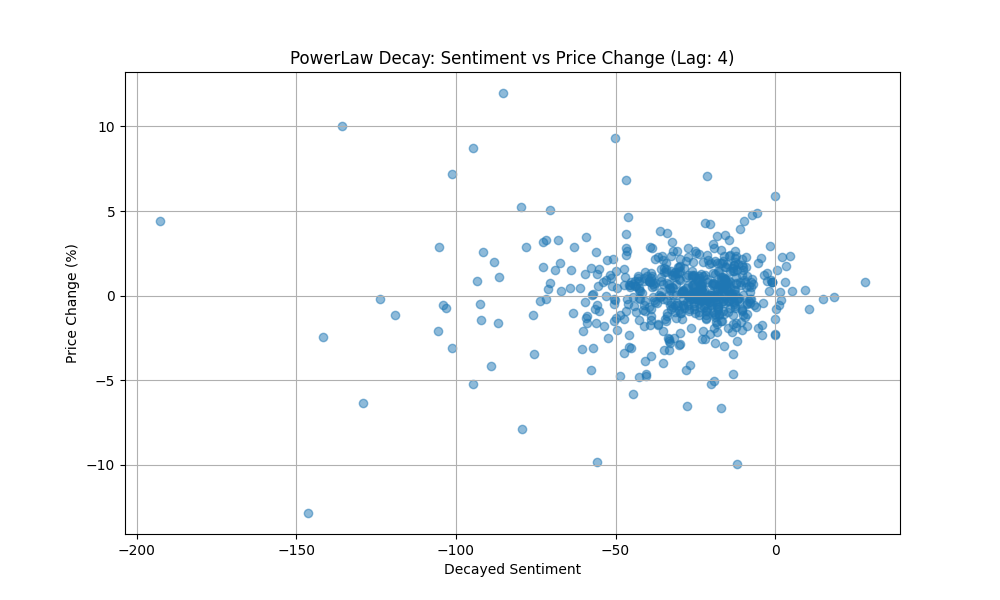 PowerLaw Decay: Sentiment vs Price Change (Lag: 4)
Price Change (%)
10
5
0
−5
−10
−200 −150 −100 −50 0
Decayed Sentiment